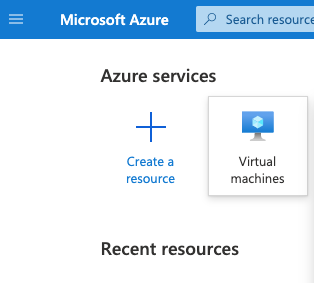 Microsoft Azure
Search resource
Azure services
Create a
resource
Virtual
machines
Recent resources